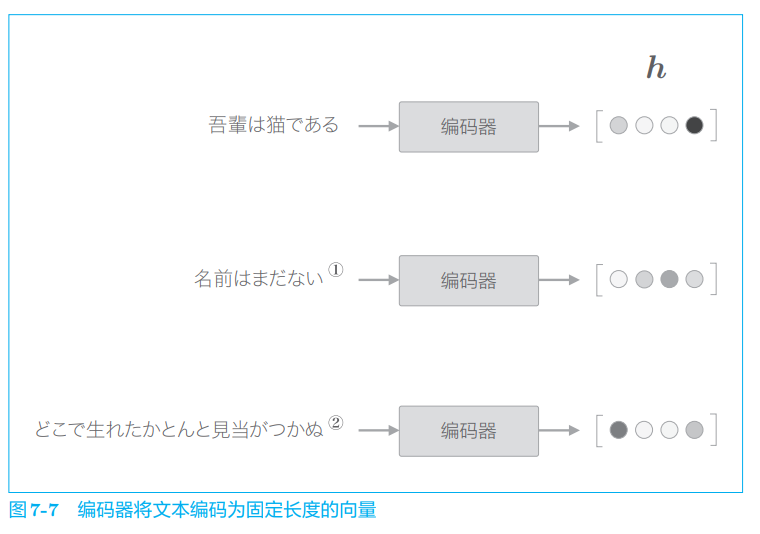 h
吾輩は猫である 编码器
名前はまだない① 编码器
どこで生れたかとんと見当がつかぬ② 编码器
图7-7 编码器将文本编码为固定长度的向量